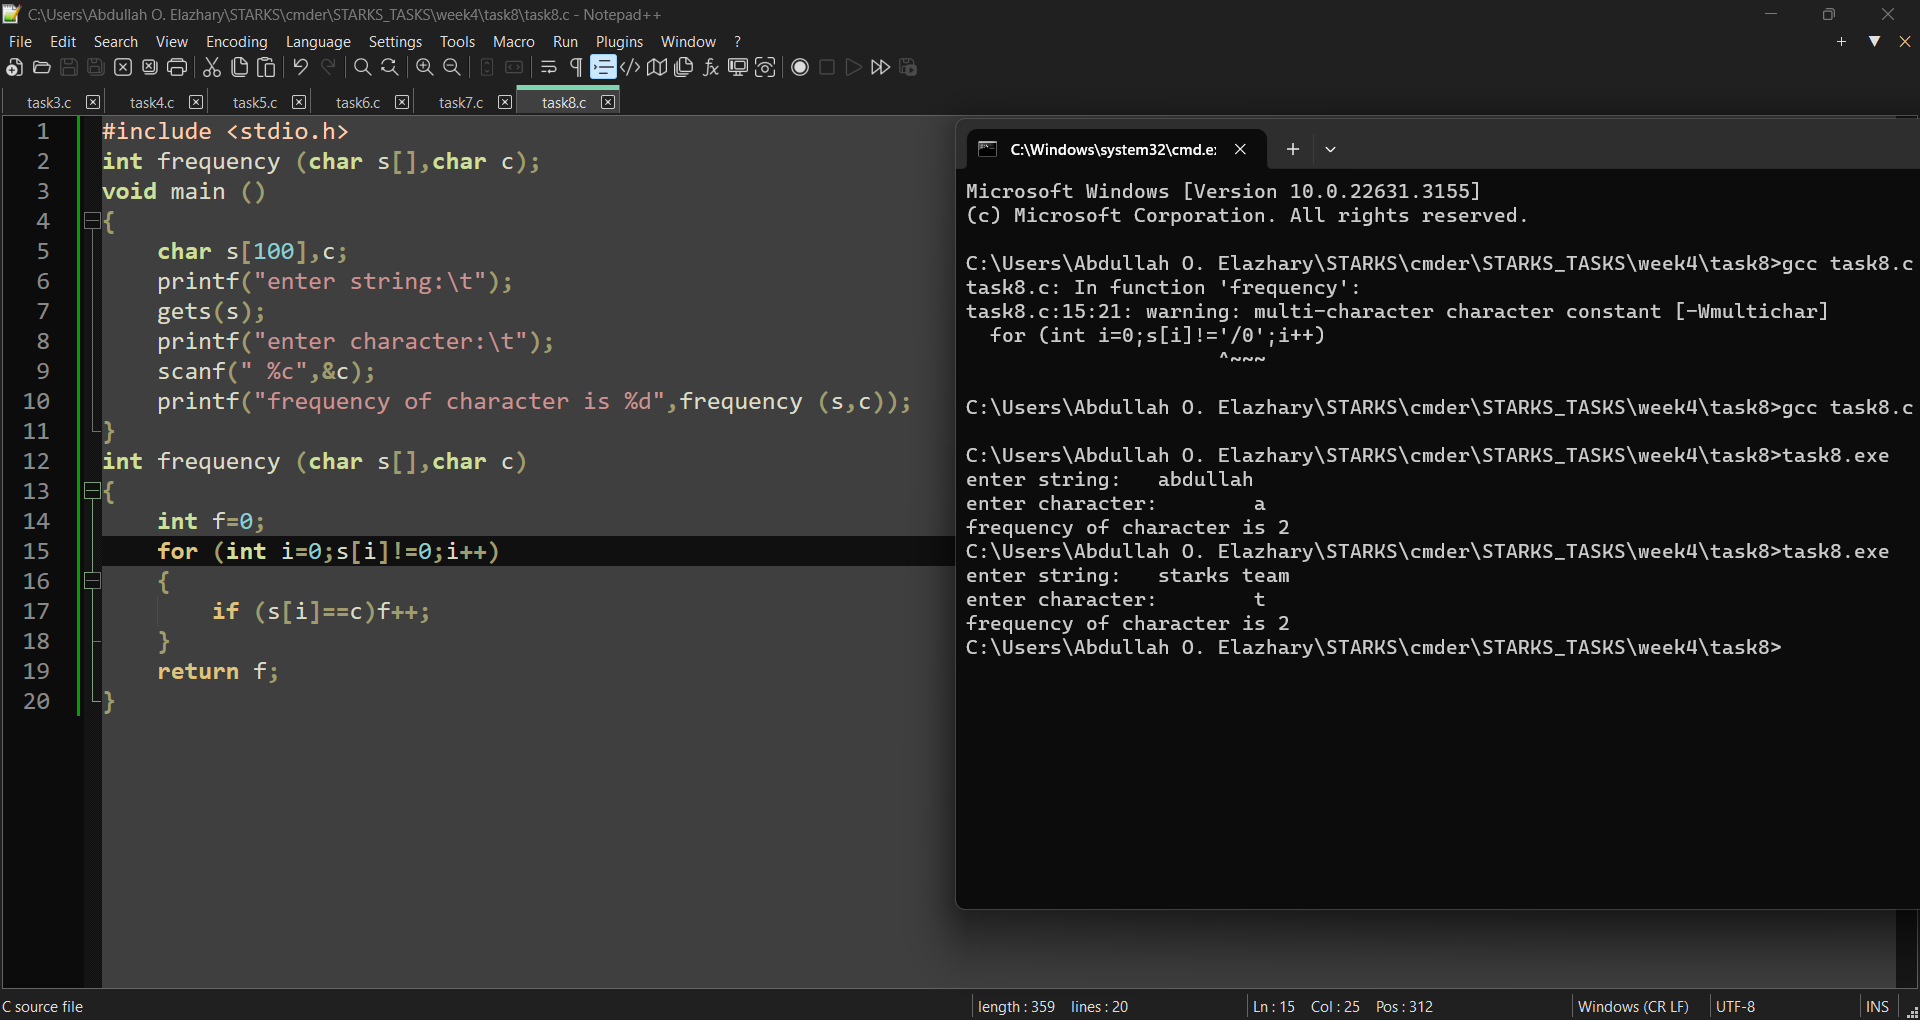 C:\Users\Abdullah O. Elazhary\STARKS\cmder\STARKS_TASKS\week4\task8\task8.c - Notepad++
File Edit Search View Encoding Language Settings Tools Macro Run Plugins Window ?
task3.c task4.c task5.c task6.c task7.c task8.c
1 #include <stdio.h>
2 int frequency (char s[],char c);
3 void main ()
4 {
5 char s[100],c;
6 printf("enter string:\t");
7 gets(s);
8 printf("enter character:\t");
9 scanf(" %c",&c);
10 printf("frequency of character is %d",frequency (s,c));
11 }
12 int frequency (char s[],char c)
13 {
14 int f=0;
15 for (int i=0;s[i]!=0;i++)
16 {
17 if (s[i]==c)f++;
18 }
19 return f;
20 }
C:\Windows\system32\cmd.e
Microsoft Windows [Version 10.0.22631.3155]
(c) Microsoft Corporation. All rights reserved.
C:\Users\Abdullah O. Elazhary\STARKS\cmder\STARKS_TASKS\week4\task8>gcc task8.c
task8.c: In function 'frequency':
task8.c:15:21: warning: multi-character character constant [-Wmultichar]
for (int i=0;s[i]!='/0';i++)
^~~~
C:\Users\Abdullah O. Elazhary\STARKS\cmder\STARKS_TASKS\week4\task8>gcc task8.c
C:\Users\Abdullah O. Elazhary\STARKS\cmder\STARKS_TASKS\week4\task8>task8.exe
enter string: abdullah
enter character: a
frequency of character is 2
C:\Users\Abdullah O. Elazhary\STARKS\cmder\STARKS_TASKS\week4\task8>task8.exe
enter string: starks team
enter character: t
frequency of character is 2
C:\Users\Abdullah O. Elazhary\STARKS\cmder\STARKS_TASKS\week4\task8>
C source file length : 359 lines : 20 Ln : 15 Col : 25 Pos : 312 Windows (CR LF) UTF-8 INS